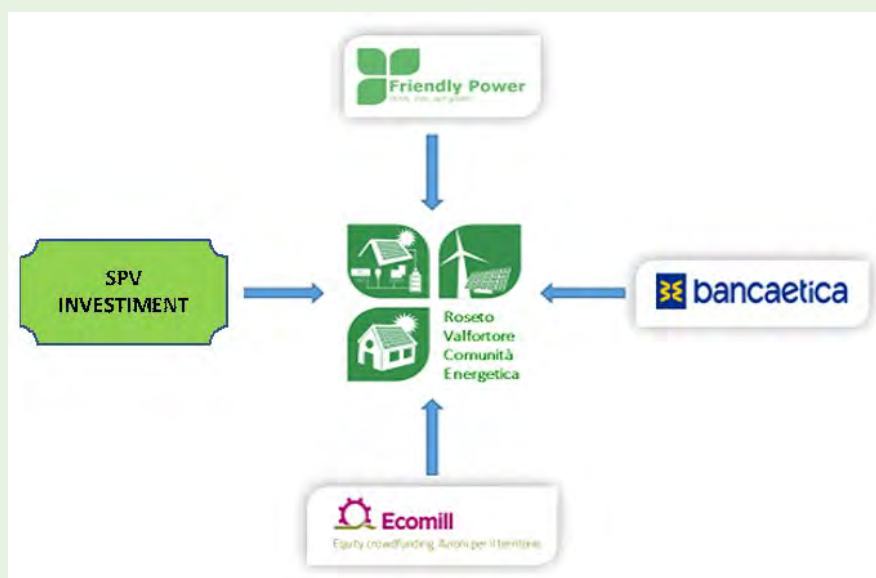 Friendly Power
SPV
INVESTIMENT
Roseto
Valfortore
Comunità
Energetica
bancaetica
Ecomill
Equity crowdfunding. Azioni per il territorio